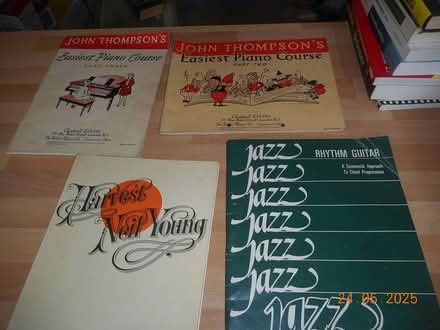 JOHN THOMPSON'S
Easiest Piano Course
JOHN THOMPSON'S
Easiest Piano Course
PART TWO
Harvest
Neil Young
jazz
RHYTHM GUITAR
A Systematic Approach
To Chord Progressions
jazz
jazz
jazz
jazz
jazz
jazz
24 06 2025